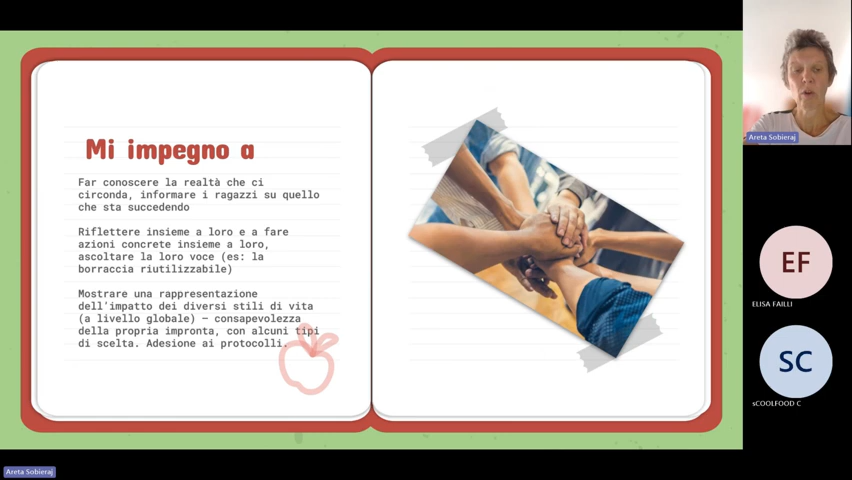 Mi impegno a
Far conoscere la realtà che ci
circonda, informare i ragazzi su quello
che sta succedendo
Riflettere insieme a loro e a fare
azioni concrete insieme a loro,
ascoltare la loro voce (es: la
borraccia riutilizzabile)
Mostrare una rappresentazione
dell'impatto dei diversi stili di vita
(a livello globale) – consapevolezza
della propria impronta, con alcuni tipi
di scelta. Adesione ai protocolli.
Areta Sobieraj
EF
ELISA FAILLI
SC
sCOOLFOOD C
Areta Sobieraj